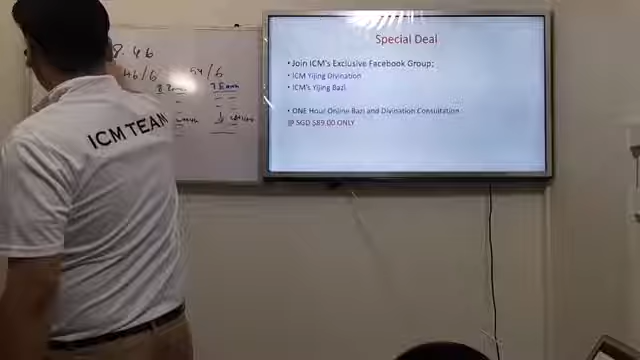 8.46
46/6 54/6
Special Deal
• Join ICM's Exclusive Facebook Group;
• ICM Yijing Divination
• ICM's Yijing Bazi
• ONE Hour Online Bazi and Divination Consultation
@ SGD $89.00 ONLY
ICM TEAM